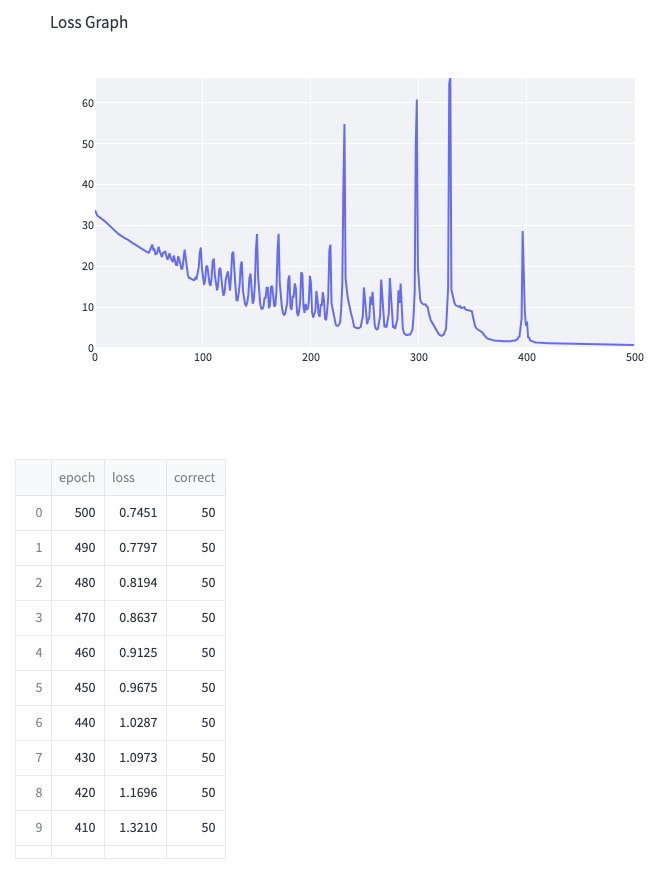 Loss Graph
60
50
40
30
20
10
0
0 100 200 300 400 500
epoch loss correct
0 500 0.7451 50
1 490 0.7797 50
2 480 0.8194 50
3 470 0.8637 50
4 460 0.9125 50
5 450 0.9675 50
6 440 1.0287 50
7 430 1.0973 50
8 420 1.1696 50
9 410 1.3210 50